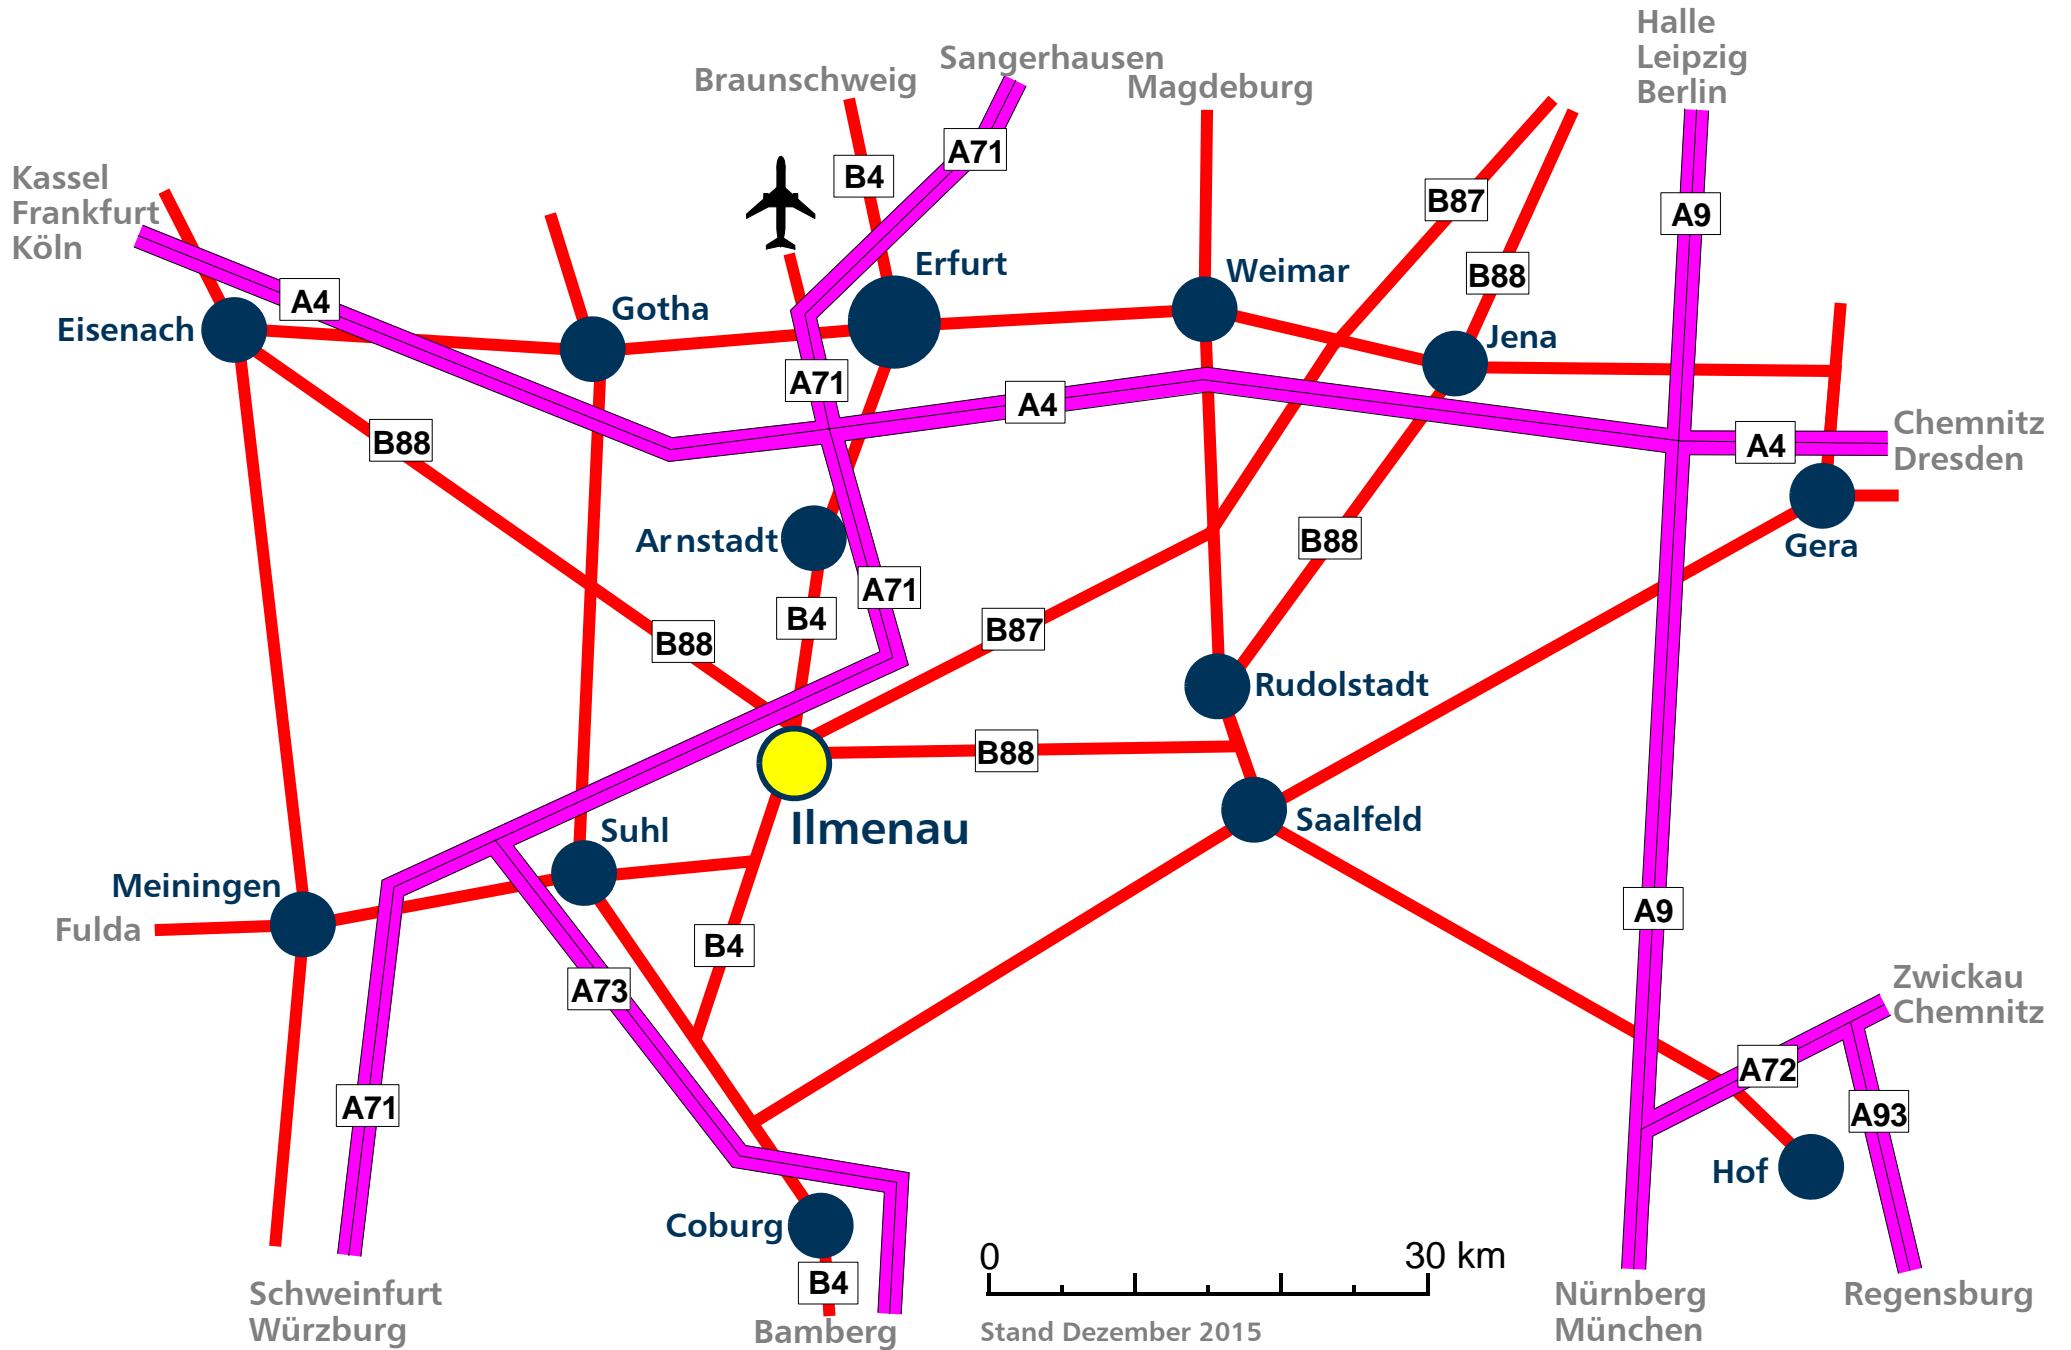 Halle
Leipzig
Berlin
Sangerhausen
Braunschweig
Magdeburg
A71
B4
Kassel
Frankfurt
Köln
B87
A9
Erfurt
Weimar
B88
A4
Gotha
Eisenach
Jena
A71
A4
Chemnitz
Dresden
B88
A4
Arnstadt
B88
Gera
A71
B4
B87
B88
Rudolstadt
B88
Ilmenau
Suhl
Saalfeld
Meiningen
Fulda
A9
B4
A73
Zwickau
Chemnitz
A72
A71
A93
Hof
Coburg
0
30 km
B4
Schweinfurt
Würzburg
Bamberg
Stand Dezember 2015
Nürnberg
München
Regensburg